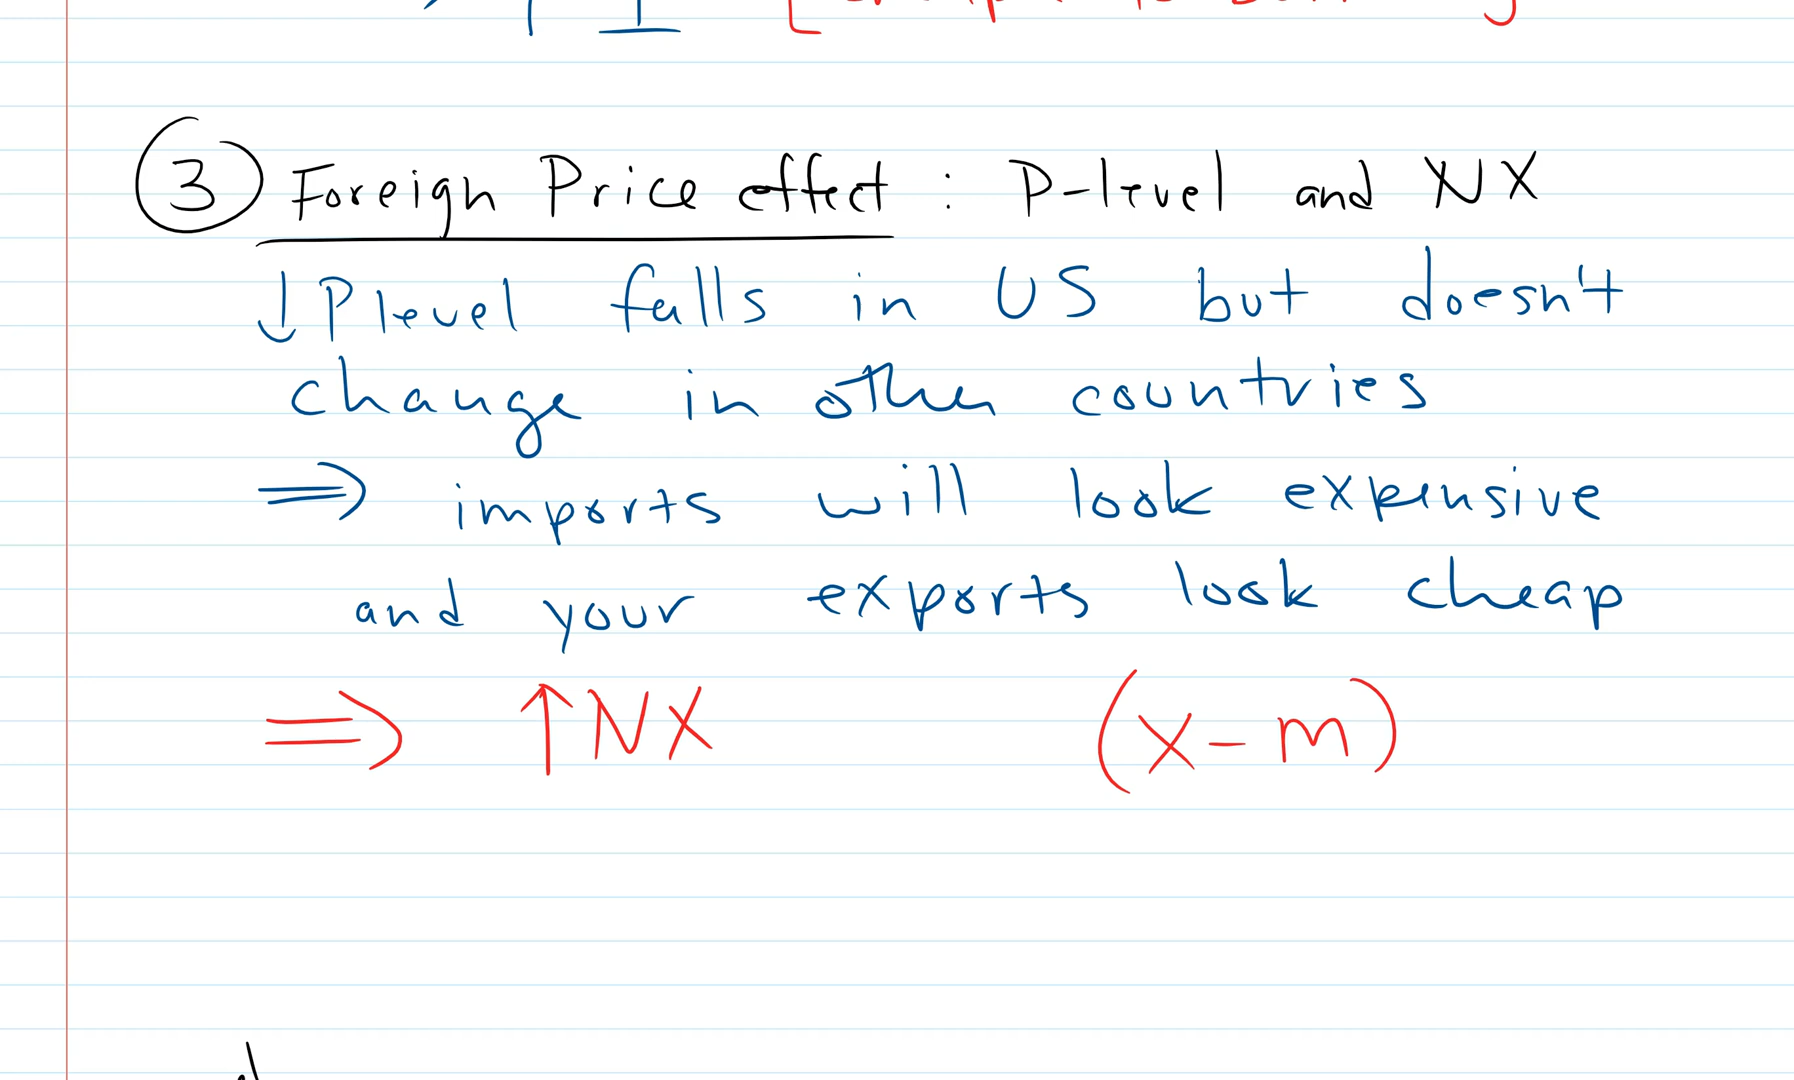 ↑ I
③ Foreign Price effect : P-level and NX
↓ P level falls in US but doesn't
change in other countries
⇒ imports will look expensive
and your exports look cheap
⇒ ↑ NX (X - m)